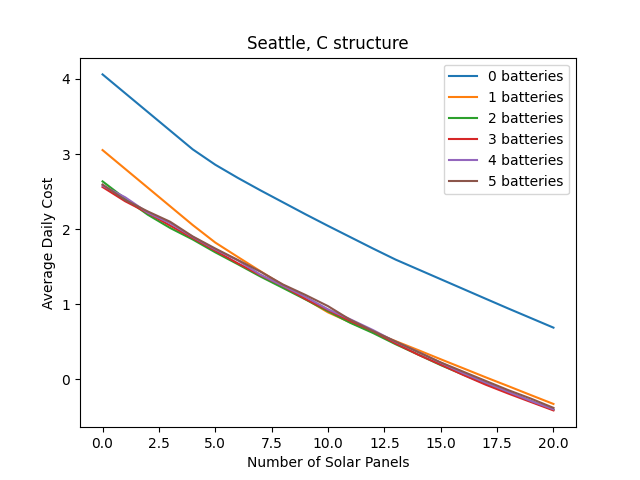 Seattle, C structure
Average Daily Cost
4
3
2
1
0
0 batteries
1 batteries
2 batteries
3 batteries
4 batteries
5 batteries
0.0 2.5 5.0 7.5 10.0 12.5 15.0 17.5 20.0
Number of Solar Panels